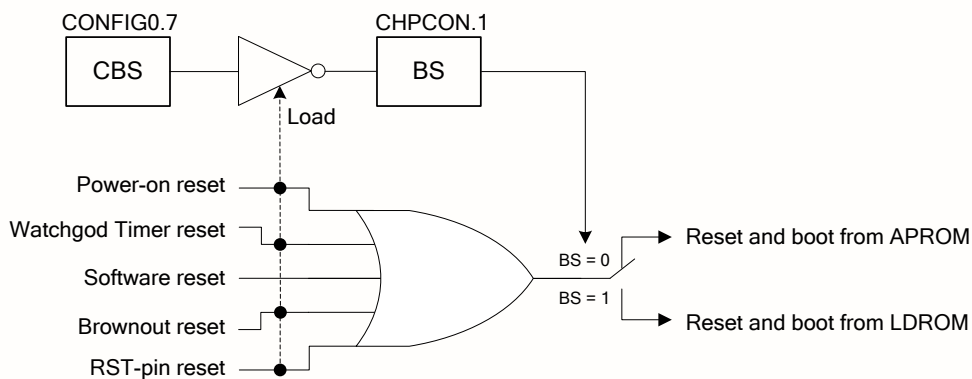 CONFIG0.7
CHPCON.1
CBS
BS
Load
Power-on reset
Watchgod Timer reset
Software reset
Brownout reset
RST-pin reset
BS = 0
BS = 1
Reset and boot from APROM
Reset and boot from LDROM